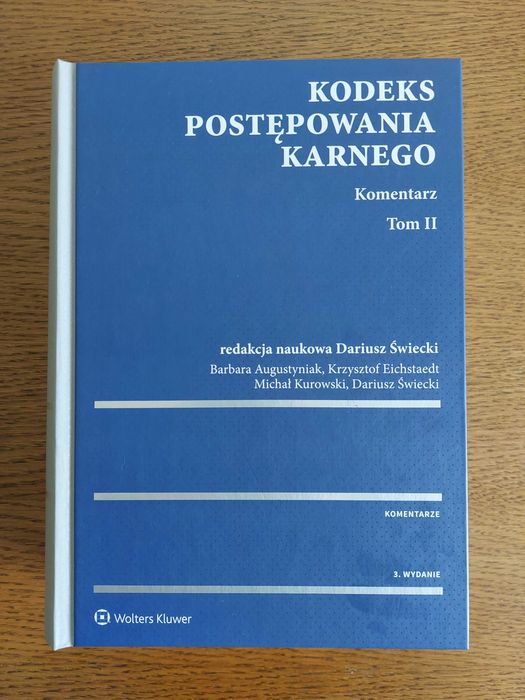 KODEKS
POSTĘPOWANIA
KARNEGO
Komentarz
Tom II
redakcja naukowa Dariusz Świecki
Barbara Augustyniak, Krzysztof Eichstaedt
Michał Kurowski, Dariusz Świecki
KOMENTARZE
3. WYDANIE
Wolters Kluwer